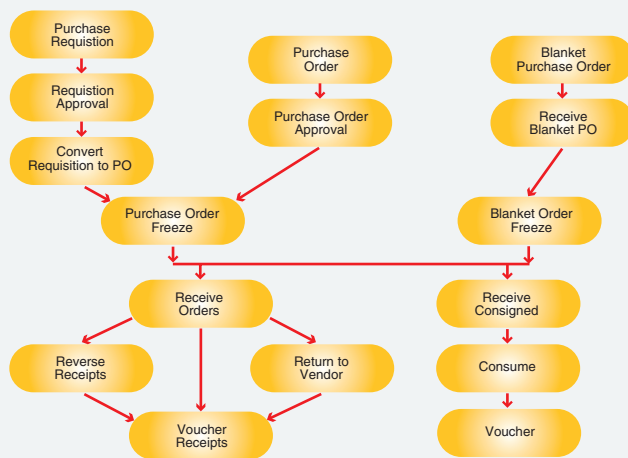 Purchase
Requistion
Purchase
Order
Blanket
Purchase Order
Requistion
Approval
Purchase Order
Approval
Receive
Blanket PO
Convert
Requisition to PO
Purchase Order
Freeze
Blanket Order
Freeze
Receive
Orders
Receive
Consigned
Reverse
Receipts
Return to
Vendor
Consume
Voucher
Receipts
Voucher